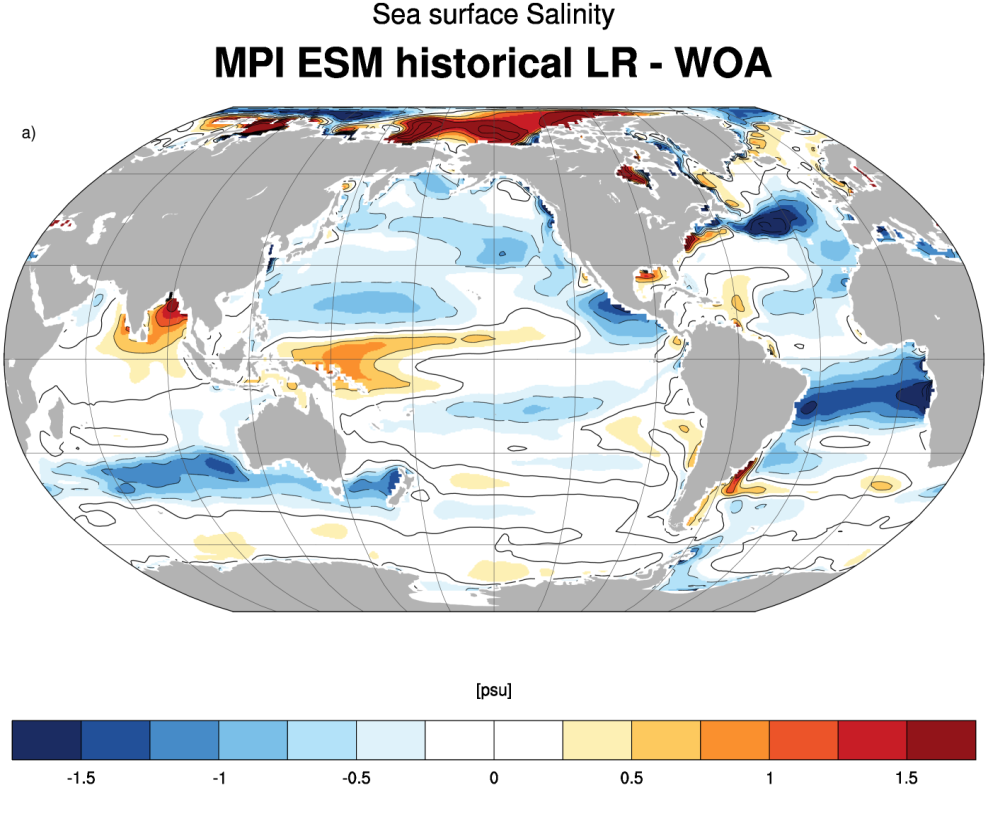 Sea surface Salinity
MPI ESM historical LR - WOA
a)
[psu]
-1.5 -1 -0.5 0 0.5 1 1.5